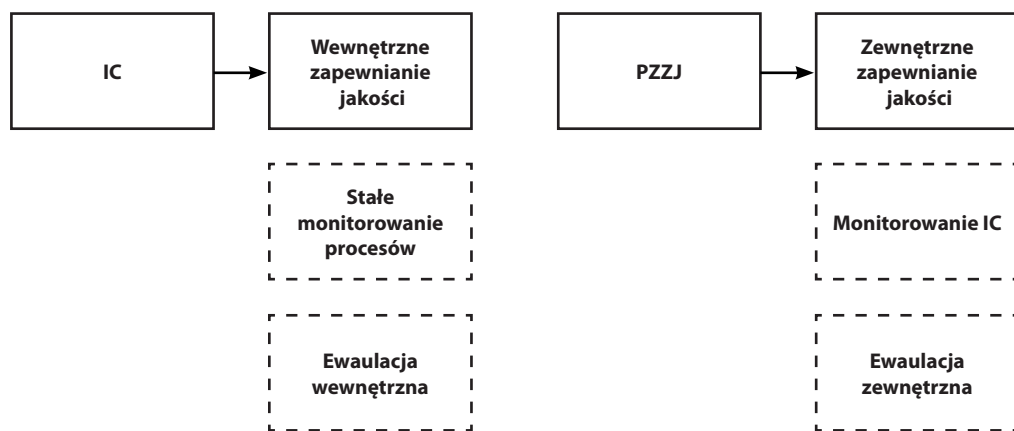 IC
Wewnętrzne
zapewnianie
jakości
PZZJ
Zewnętrzne
zapewnianie
jakości
Stałe
monitorowanie
procesów
Monitorowanie IC
Ewaulacja
wewnętrzna
Ewaulacja
zewnętrzna